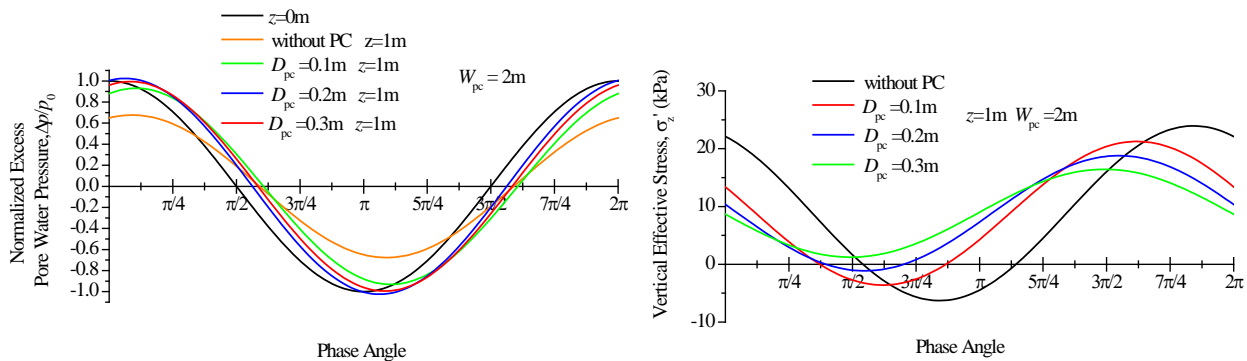 z=0m
without PC z=1m
D_pc=0.1m z=1m
D_pc=0.2m z=1m
D_pc=0.3m z=1m
W_pc = 2m
Normalized Excess
Pore Water Pressure,Δp/p_0
1.0
0.8
0.6
0.4
0.2
0.0
-0.2
-0.4
-0.6
-0.8
-1.0
π/4
π/2
3π/4
π
5π/4
3π/2
7π/4
2π
Phase Angle
without PC
D_pc=0.1m
D_pc=0.2m
D_pc=0.3m
z=1m W_pc=2m
Vertical Effective Stress, σ_z' (kPa)
30
20
10
0
-10
π/4
π/2
3π/4
π
5π/4
3π/2
7π/4
2π
Phase Angle